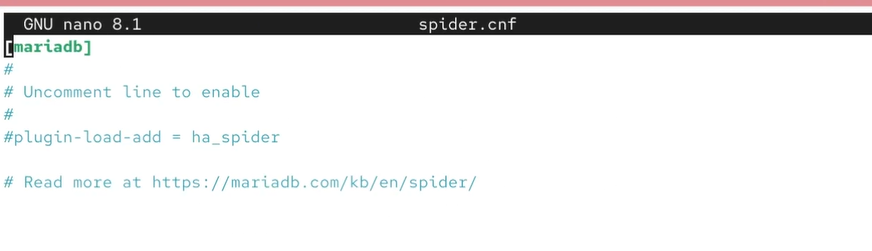 GNU nano 8.1 spider.cnf
[mariadb]
#
# Uncomment line to enable
#
#plugin-load-add = ha_spider
# Read more at https://mariadb.com/kb/en/spider/